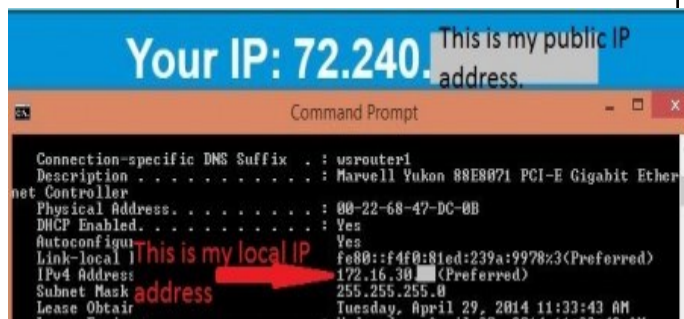 Your IP: 72.240.
This is my public IP
address.
Command Prompt
Connection-specific DNS Suffix . : wsrouter1
Description . . . . . . . . . . . : Marvell Yukon 88E8071 PCI-E Gigabit Ether
net Controller
Physical Address. . . . . . . . . : 00-22-68-47-DC-0B
DHCP Enabled. . . . . . . . . . . : Yes
Autoconfigu Yes
This is my local IP
address
Link-local fe80::f4f0:81ed:239a:9978%3(Preferred)
IPv4 Address 172.16.30. (Preferred)
Subnet Mask 255.255.255.0
Lease Obtain Tuesday, April 29, 2014 11:33:43 AM